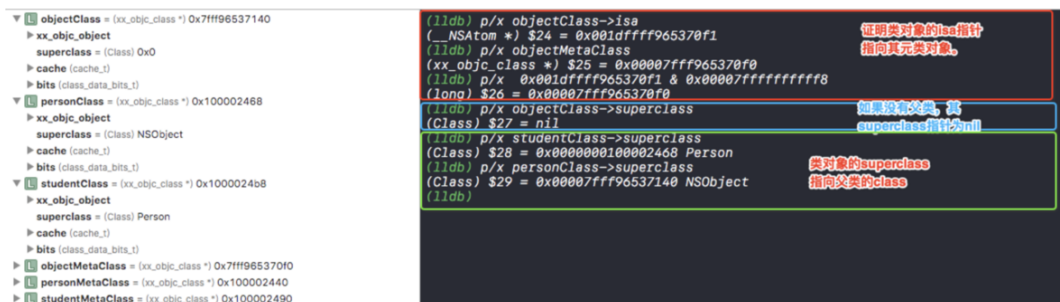 objectClass = (xx_objc_class *) 0x7fff96537140
xx_objc_object
superclass = (Class) 0x0
cache (cache_t)
bits (class_data_bits_t)
personClass = (xx_objc_class *) 0x100002468
xx_objc_object
superclass = (Class) NSObject
cache (cache_t)
bits (class_data_bits_t)
studentClass = (xx_objc_class *) 0x1000024b8
xx_objc_object
superclass = (Class) Person
cache (cache_t)
bits (class_data_bits_t)
objectMetaClass = (xx_objc_class *) 0x7fff965370f0
personMetaClass = (xx_objc_class *) 0x100002440
studentMetaClass = (xx_objc_class *) 0x100002490
(lldb) p/x objectClass->isa
(__NSAtom *) $24 = 0x001dffff965370f1
(lldb) p/x objectMetaClass
(xx_objc_class *) $25 = 0x00007fff965370f0
(lldb) p/x 0x001dffff965370f1 & 0x00007ffffffffff8
(long) $26 = 0x00007fff965370f0
(lldb) p/x objectClass->superclass
(Class) $27 = nil
(lldb) p/x studentClass->superclass
(Class) $28 = 0x0000000100002468 Person
(lldb) p/x personClass->superclass
(Class) $29 = 0x00007fff96537140 NSObject
(lldb)
证明类对象的isa指针
指向其元类对象。
如果没有父类，其
superclass指针为nil
类对象的superclass
指向父类的class